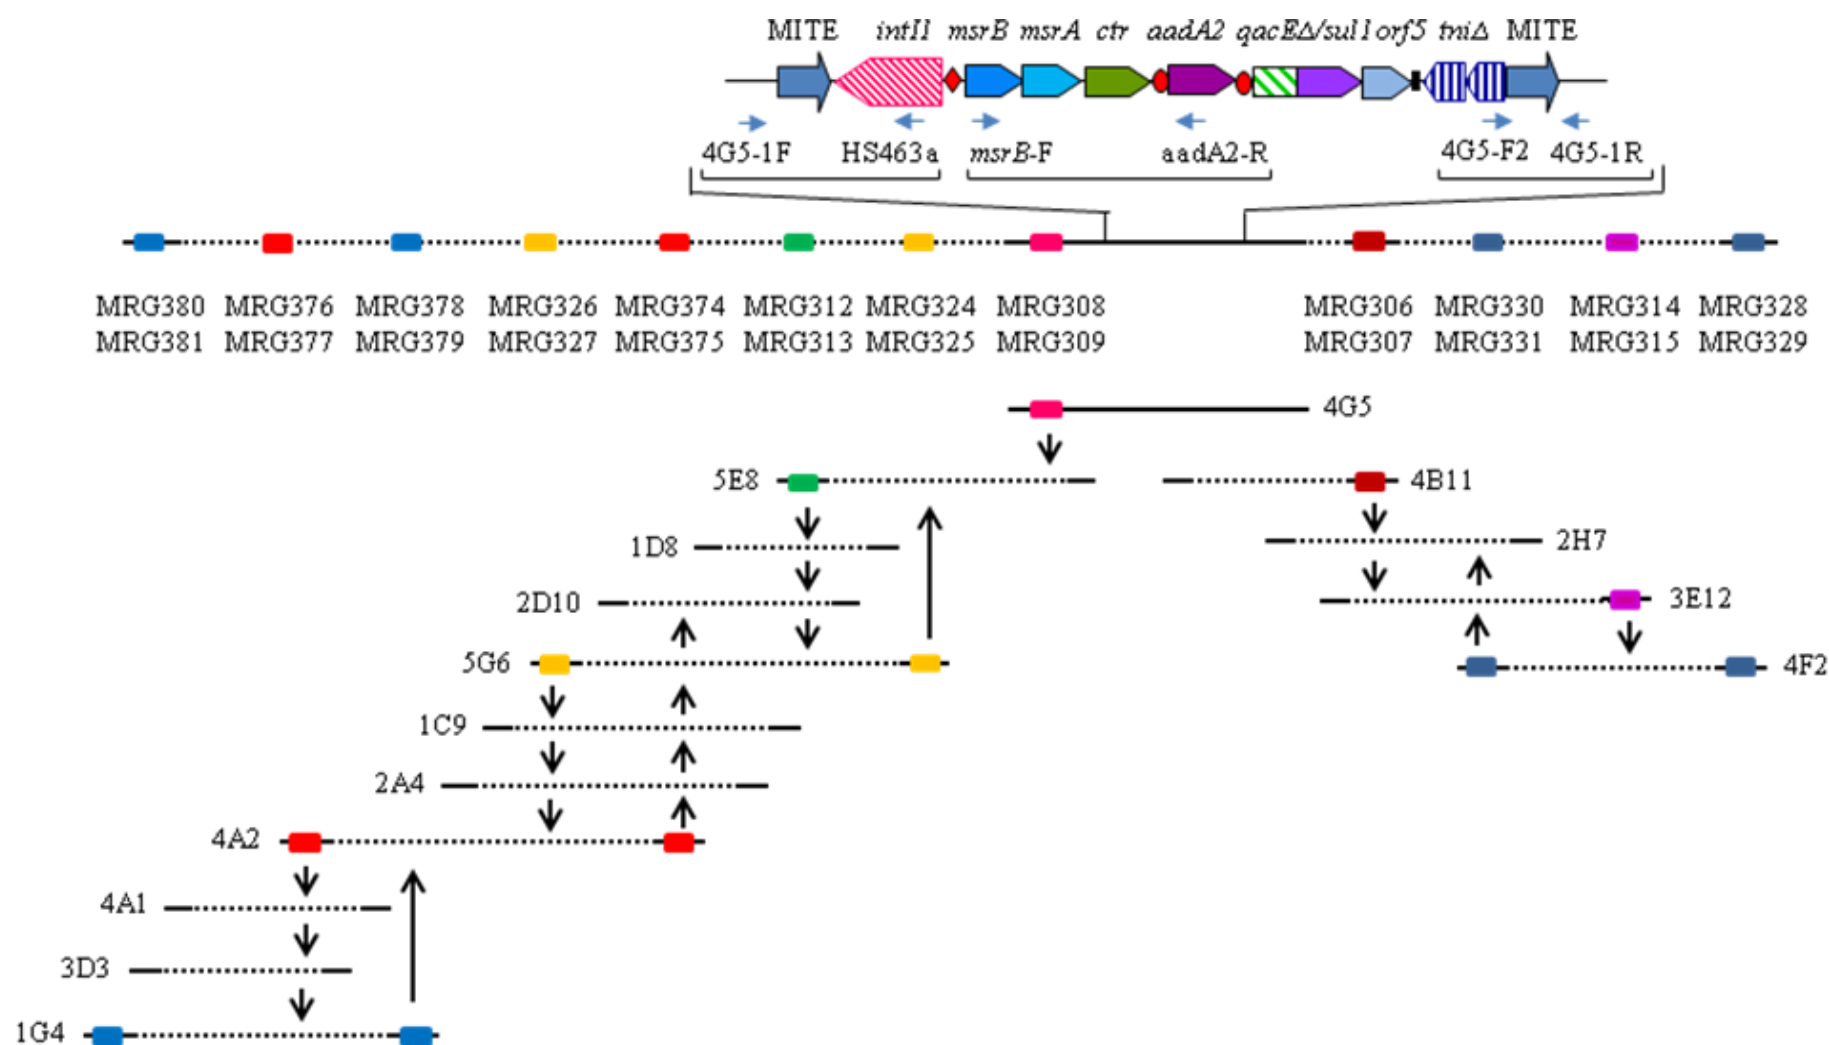 MITE intI1 msrB msrA ctr aadA2 qacEΔ/sul1 orf5 tniΔ MITE
4G5-1F HS463a msrB-F aadA2-R 4G5-F2 4G5-1R
MRG380 MRG376 MRG378 MRG326 MRG374 MRG312 MRG324 MRG308 MRG306 MRG330 MRG314 MRG328
MRG381 MRG377 MRG379 MRG327 MRG375 MRG313 MRG325 MRG309 MRG307 MRG331 MRG315 MRG329
4G5
5E8 4B11
1D8 2H7
2D10 3E12
5G6 4F2
1C9
2A4
4A2
4A1
3D3
1G4